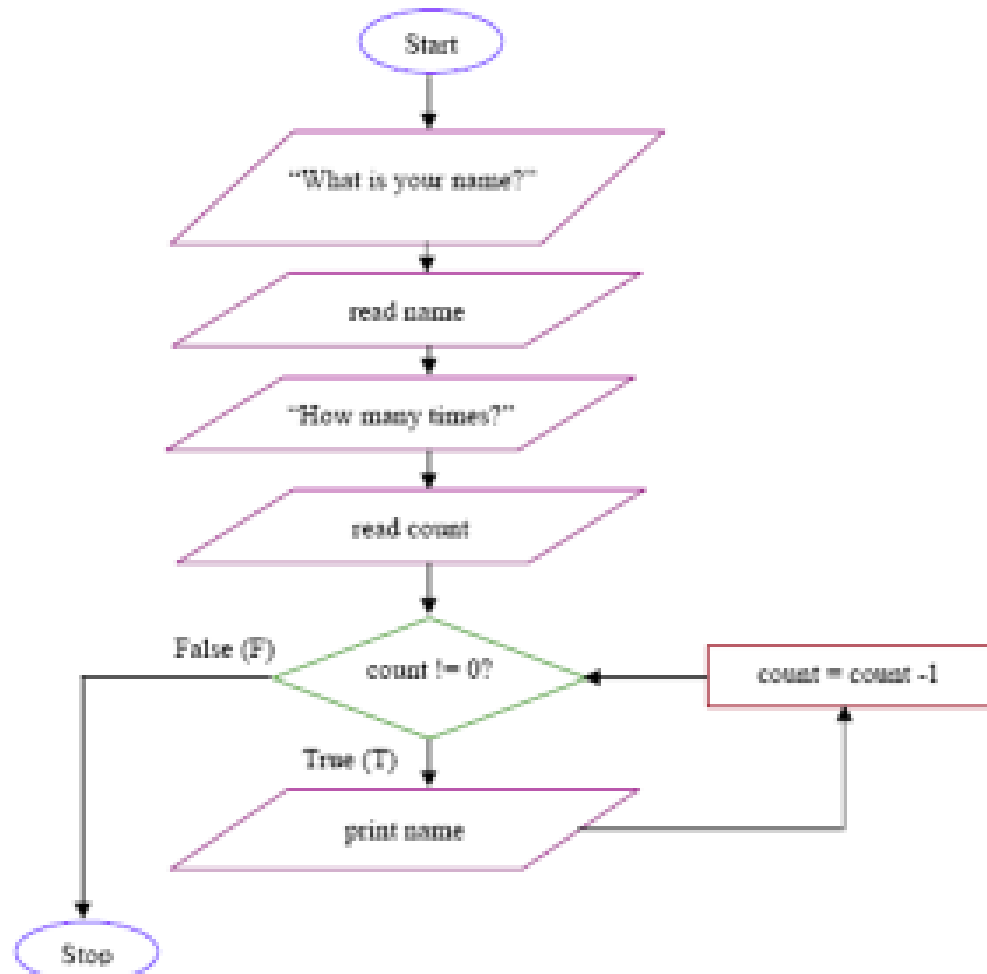 Start
“What is your name?”
read name
“How many times?”
read count
False (F)
count != 0?
count = count -1
True (T)
print name
Stop